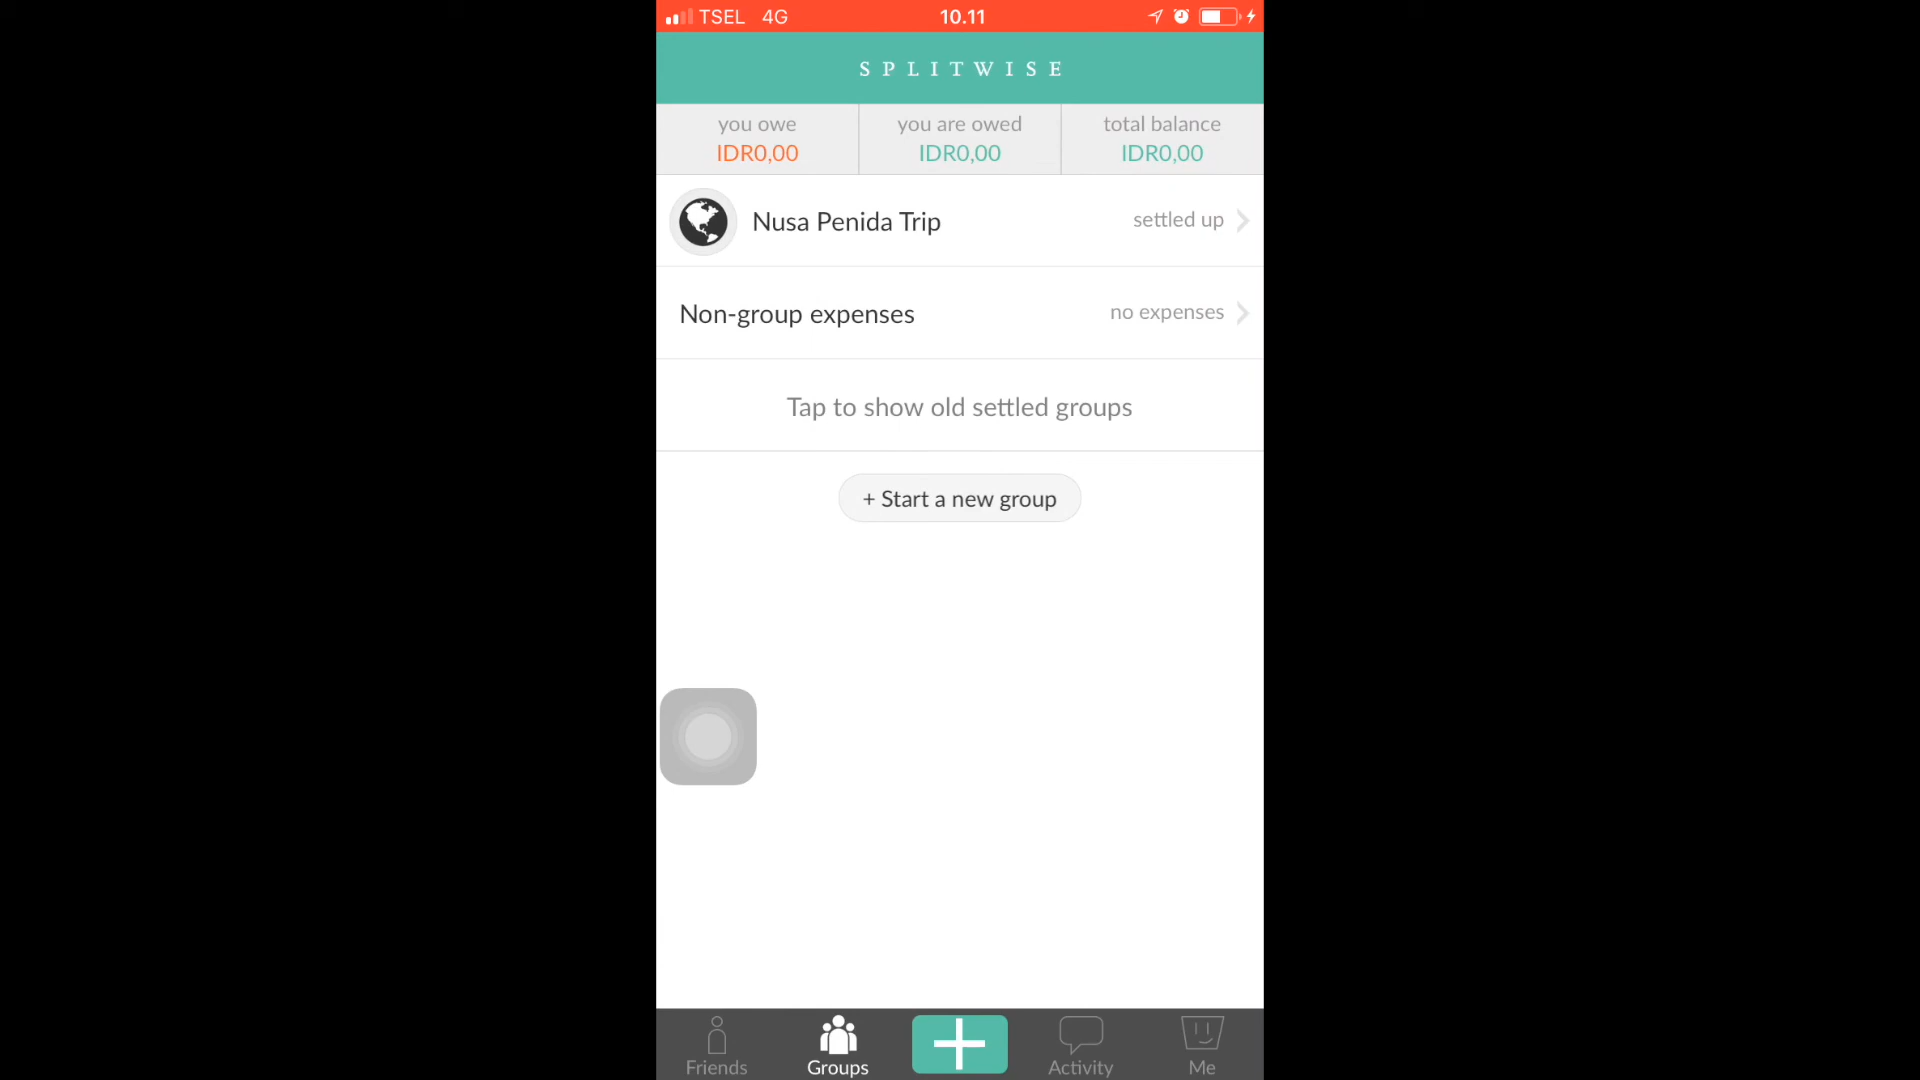 TSEL 4G 10.11
SPLITWISE
you owe you are owed total balance
IDR0,00 IDR0,00 IDR0,00
Nusa Penida Trip settled up
Non-group expenses no expenses
Tap to show old settled groups
+ Start a new group
Friends Groups Activity Me